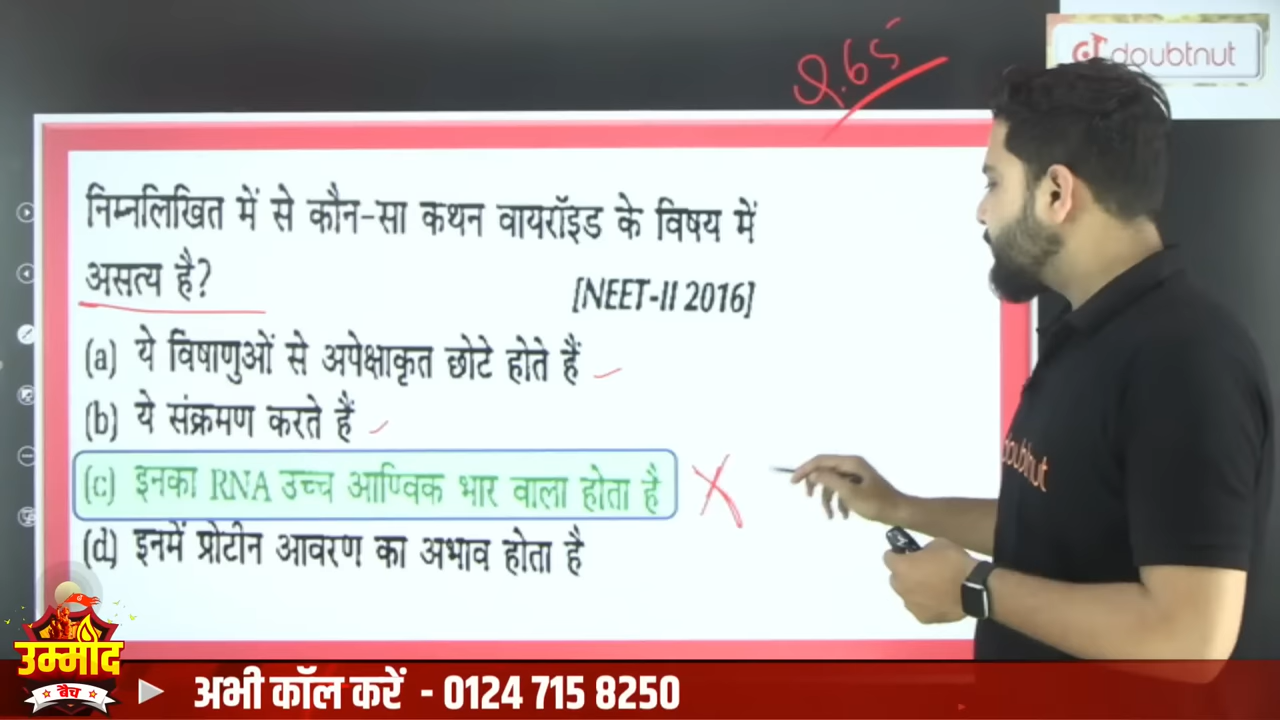 Q.65
doubtnut
निम्नलिखित में से कौन-सा कथन वायरॉइड के विषय में
असत्य है?
[NEET-II 2016]
(a) ये विषाणुओं से अपेक्षाकृत छोटे होते हैं
(b) ये संक्रमण करते हैं
(c) इनका RNA उच्च आण्विक भार वाला होता है
(d) इनमें प्रोटीन आवरण का अभाव होता है
doubtnut
उम्मीद
बैच
अभी कॉल करें - 0124 715 8250